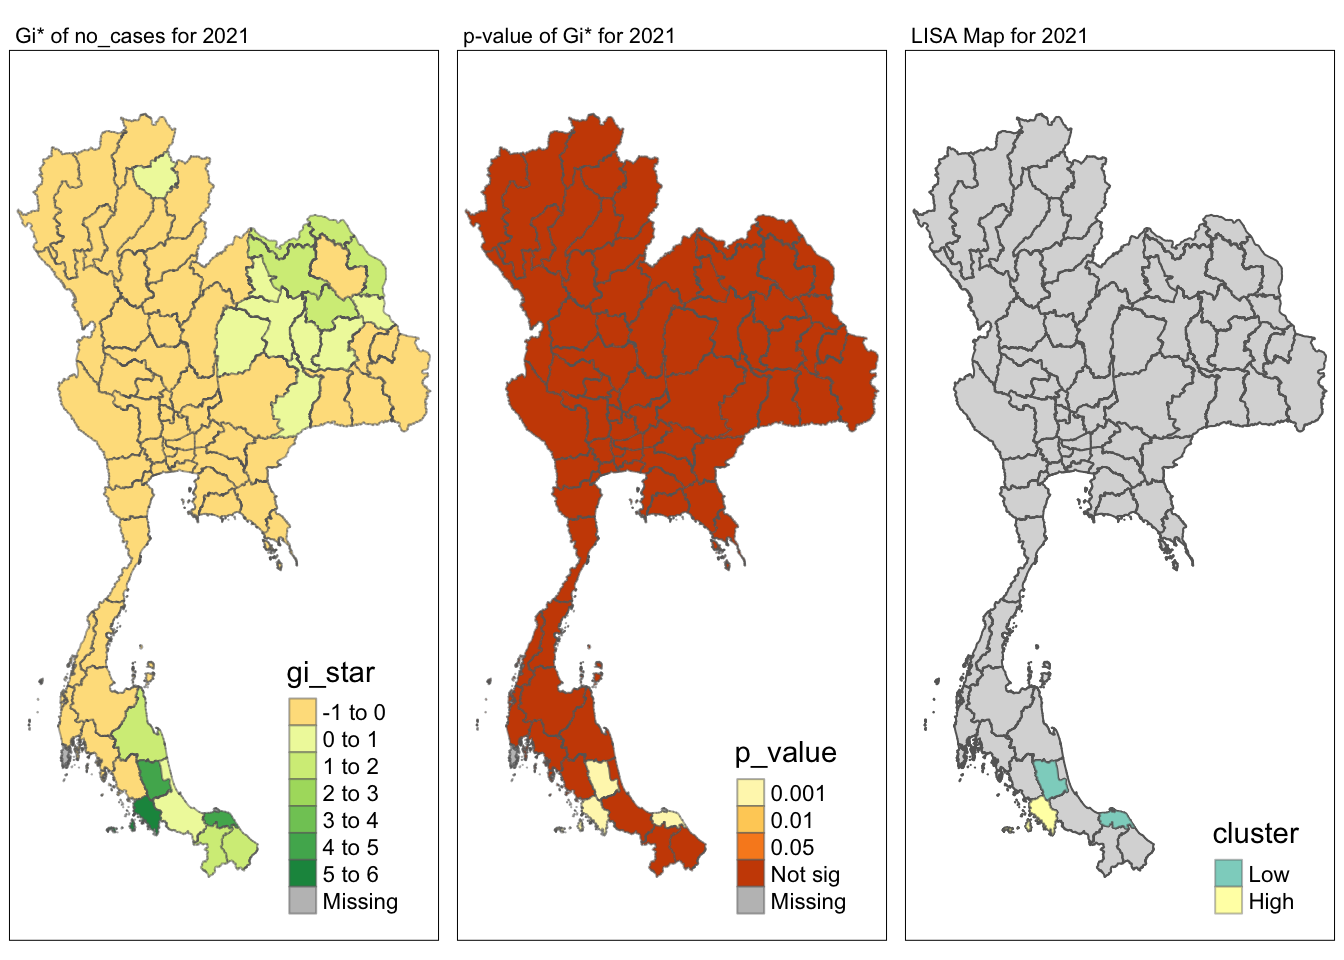 Gi* of no_cases for 2021
gi_star
-1 to 0
0 to 1
1 to 2
2 to 3
3 to 4
4 to 5
5 to 6
Missing
p-value of Gi* for 2021
p_value
0.001
0.01
0.05
Not sig
Missing
LISA Map for 2021
cluster
Low
High